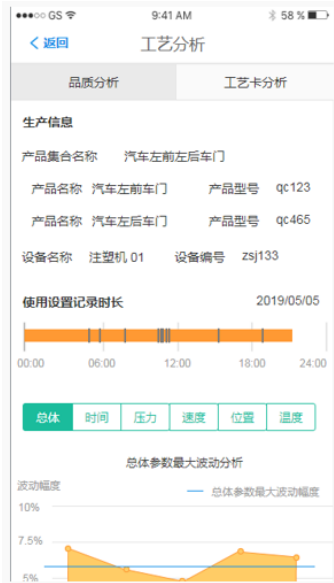 GS 9:41 AM 58 %
返回 工艺分析
品质分析 工艺卡分析
生产信息
产品集合名称 汽车左前左后车门
产品名称 汽车左前车门 产品型号 qc123
产品名称 汽车左后车门 产品型号 qc465
设备名称 注塑机 01 设备编号 zsj133
使用设置记录时长 2019/05/05
00:00 06:00 12:00 18:00 24:00
总体 时间 压力 速度 位置 温度
总体参数最大波动分析
波动幅度 总体参数最大波动幅度
10%
7.5%
5%